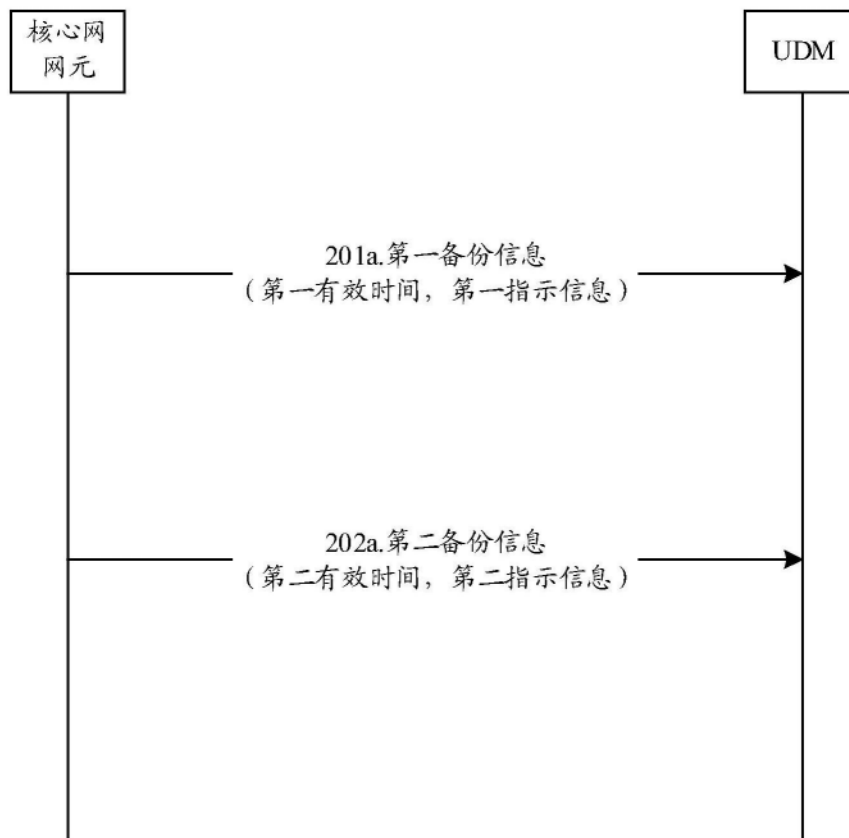 核心网
网元
UDM
201a.第一备份信息
（第一有效时间，第一指示信息）
202a.第二备份信息
（第二有效时间，第二指示信息）